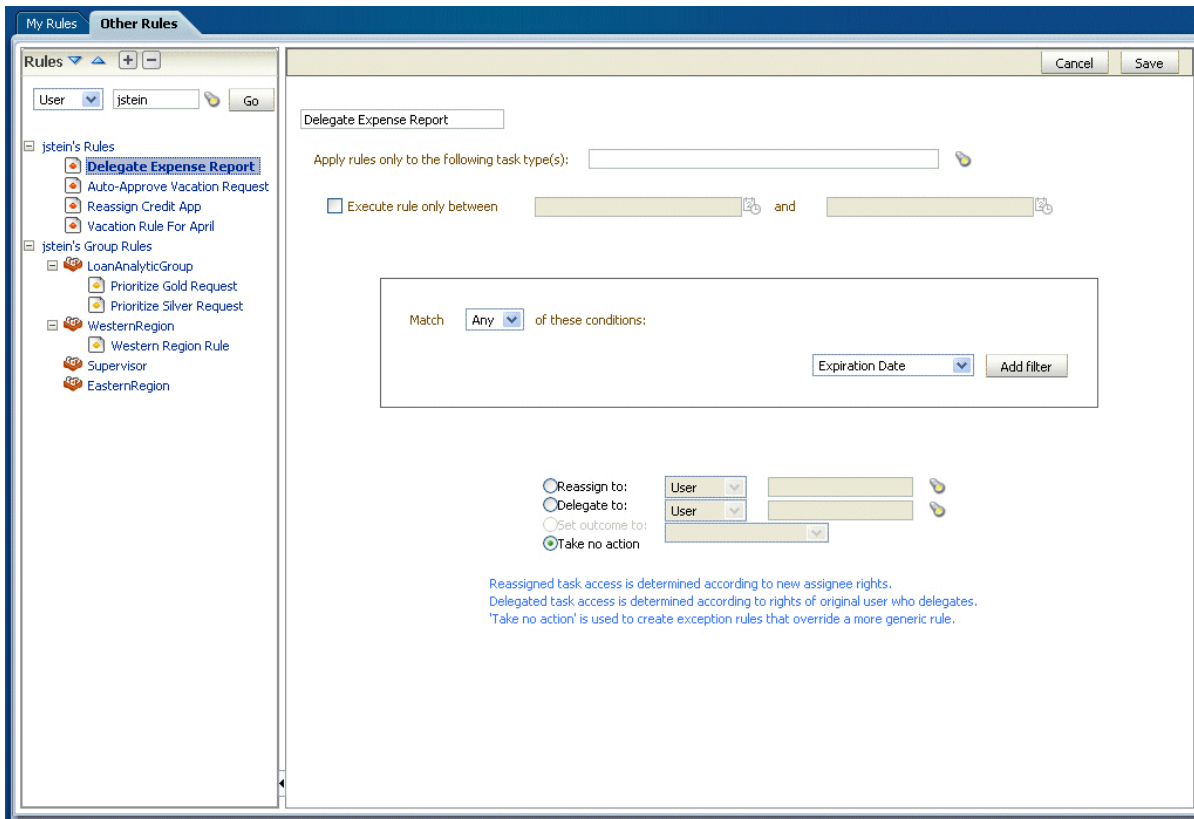 My Rules
Other Rules
Rules
Cancel
Save
User
jstein
Go
jstein's Rules
Delegate Expense Report
Auto-Approve Vacation Request
Reassign Credit App
Vacation Rule For April
jstein's Group Rules
LoanAnalyticGroup
Prioritize Gold Request
Prioritize Silver Request
WesternRegion
Western Region Rule
Supervisor
EasternRegion
Delegate Expense Report
Apply rules only to the following task type(s):
Execute rule only between and
Match Any of these conditions:
Expiration Date Add filter
Reassign to: User
Delegate to: User
Set outcome to:
Take no action
Reassigned task access is determined according to new assignee rights.
Delegated task access is determined according to rights of original user who delegates.
'Take no action' is used to create exception rules that override a more generic rule.